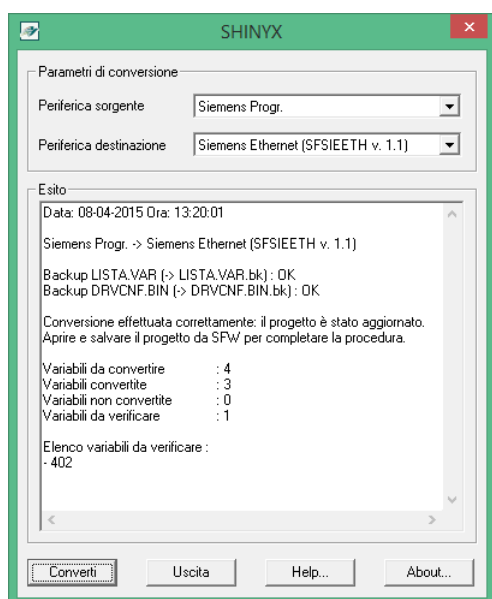 SHINYX
Parametri di conversione
Periferica sorgente Siemens Progr.
Periferica destinazione Siemens Ethernet (SFSIEETH v. 1.1)
Esito
Data: 08-04-2015 Ora: 13:20:01
Siemens Progr. -> Siemens Ethernet (SFSIEETH v. 1.1)
Backup LISTA.VAR (-> LISTA.VAR.bk) : OK
Backup DRVCNF.BIN (-> DRVCNF.BIN.bk) : OK
Conversione effettuata correttamente: il progetto è stato aggiornato.
Aprire e salvare il progetto da SFW per completare la procedura.
Variabili da convertire : 4
Variabili convertite : 3
Variabili non convertite : 0
Variabili da verificare : 1
Elenco variabili da verificare :
- 402
Converti Uscita Help... About...